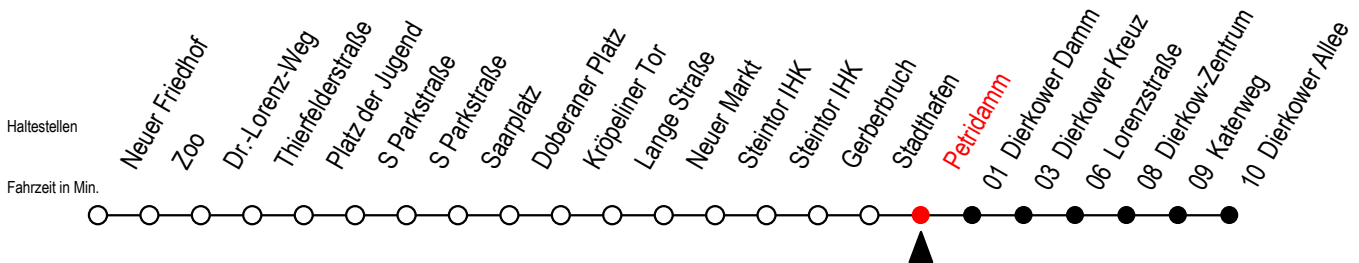 Haltestellen
Fahrzeit in Min.
Neuer Friedhof
Zoo
Dr.-Lorenz-Weg
Thierfelderstraße
Platz der Jugend
S Parkstraße
S Parkstraße
Saarplatz
Doberaner Platz
Kröpeliner Tor
Lange Straße
Neuer Markt
Steintor IHK
Steintor IHK
Gerberbruch
Stadthafen
Petridamm
01 Dierkower Damm
03 Dierkower Kreuz
06 Lorenzstraße
08 Dierkow-Zentrum
09 Katerweg
10 Dierkower Allee